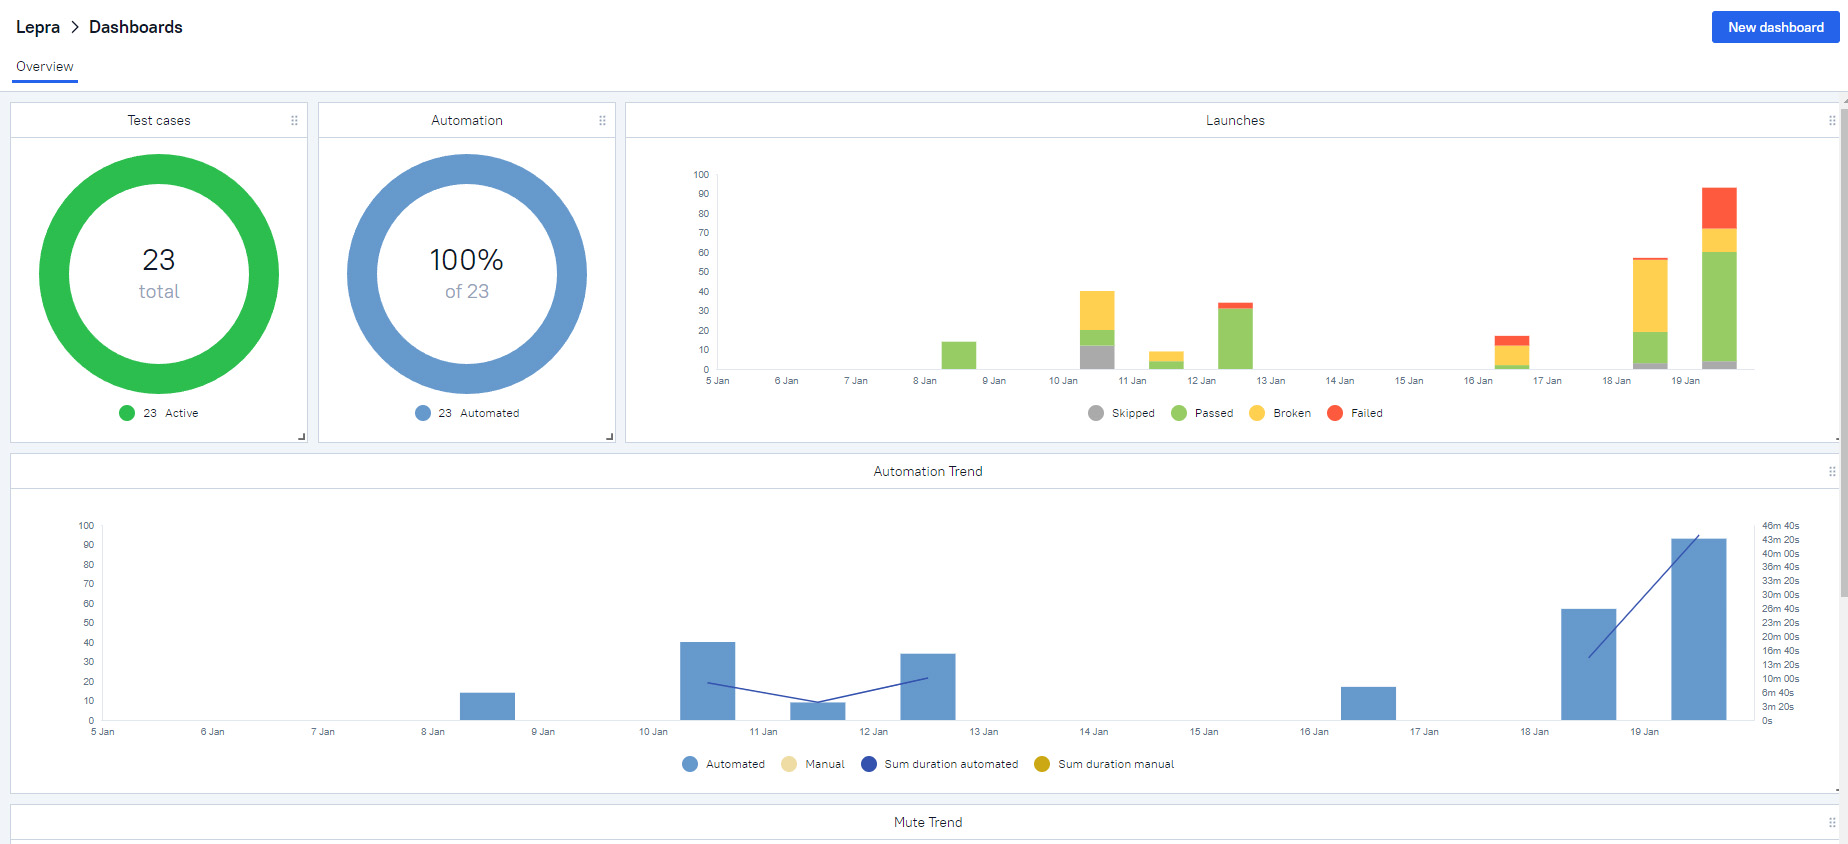 Lepra > Dashboards
New dashboard
Overview
Test cases
23
total
23 Active
Automation
100%
of 23
23 Automated
Launches
100
90
80
70
60
50
40
30
20
10
0
5 Jan 6 Jan 7 Jan 8 Jan 9 Jan 10 Jan 11 Jan 12 Jan 13 Jan 14 Jan 15 Jan 16 Jan 17 Jan 18 Jan 19 Jan
Skipped Passed Broken Failed
Automation Trend
100
90
80
70
60
50
40
30
20
10
0
46m 40s
43m 20s
40m 00s
36m 40s
33m 20s
30m 00s
26m 40s
23m 20s
20m 00s
16m 40s
13m 20s
10m 00s
6m 40s
3m 20s
0s
5 Jan 6 Jan 7 Jan 8 Jan 9 Jan 10 Jan 11 Jan 12 Jan 13 Jan 14 Jan 15 Jan 16 Jan 17 Jan 18 Jan 19 Jan
Automated Manual Sum duration automated Sum duration manual
Mute Trend